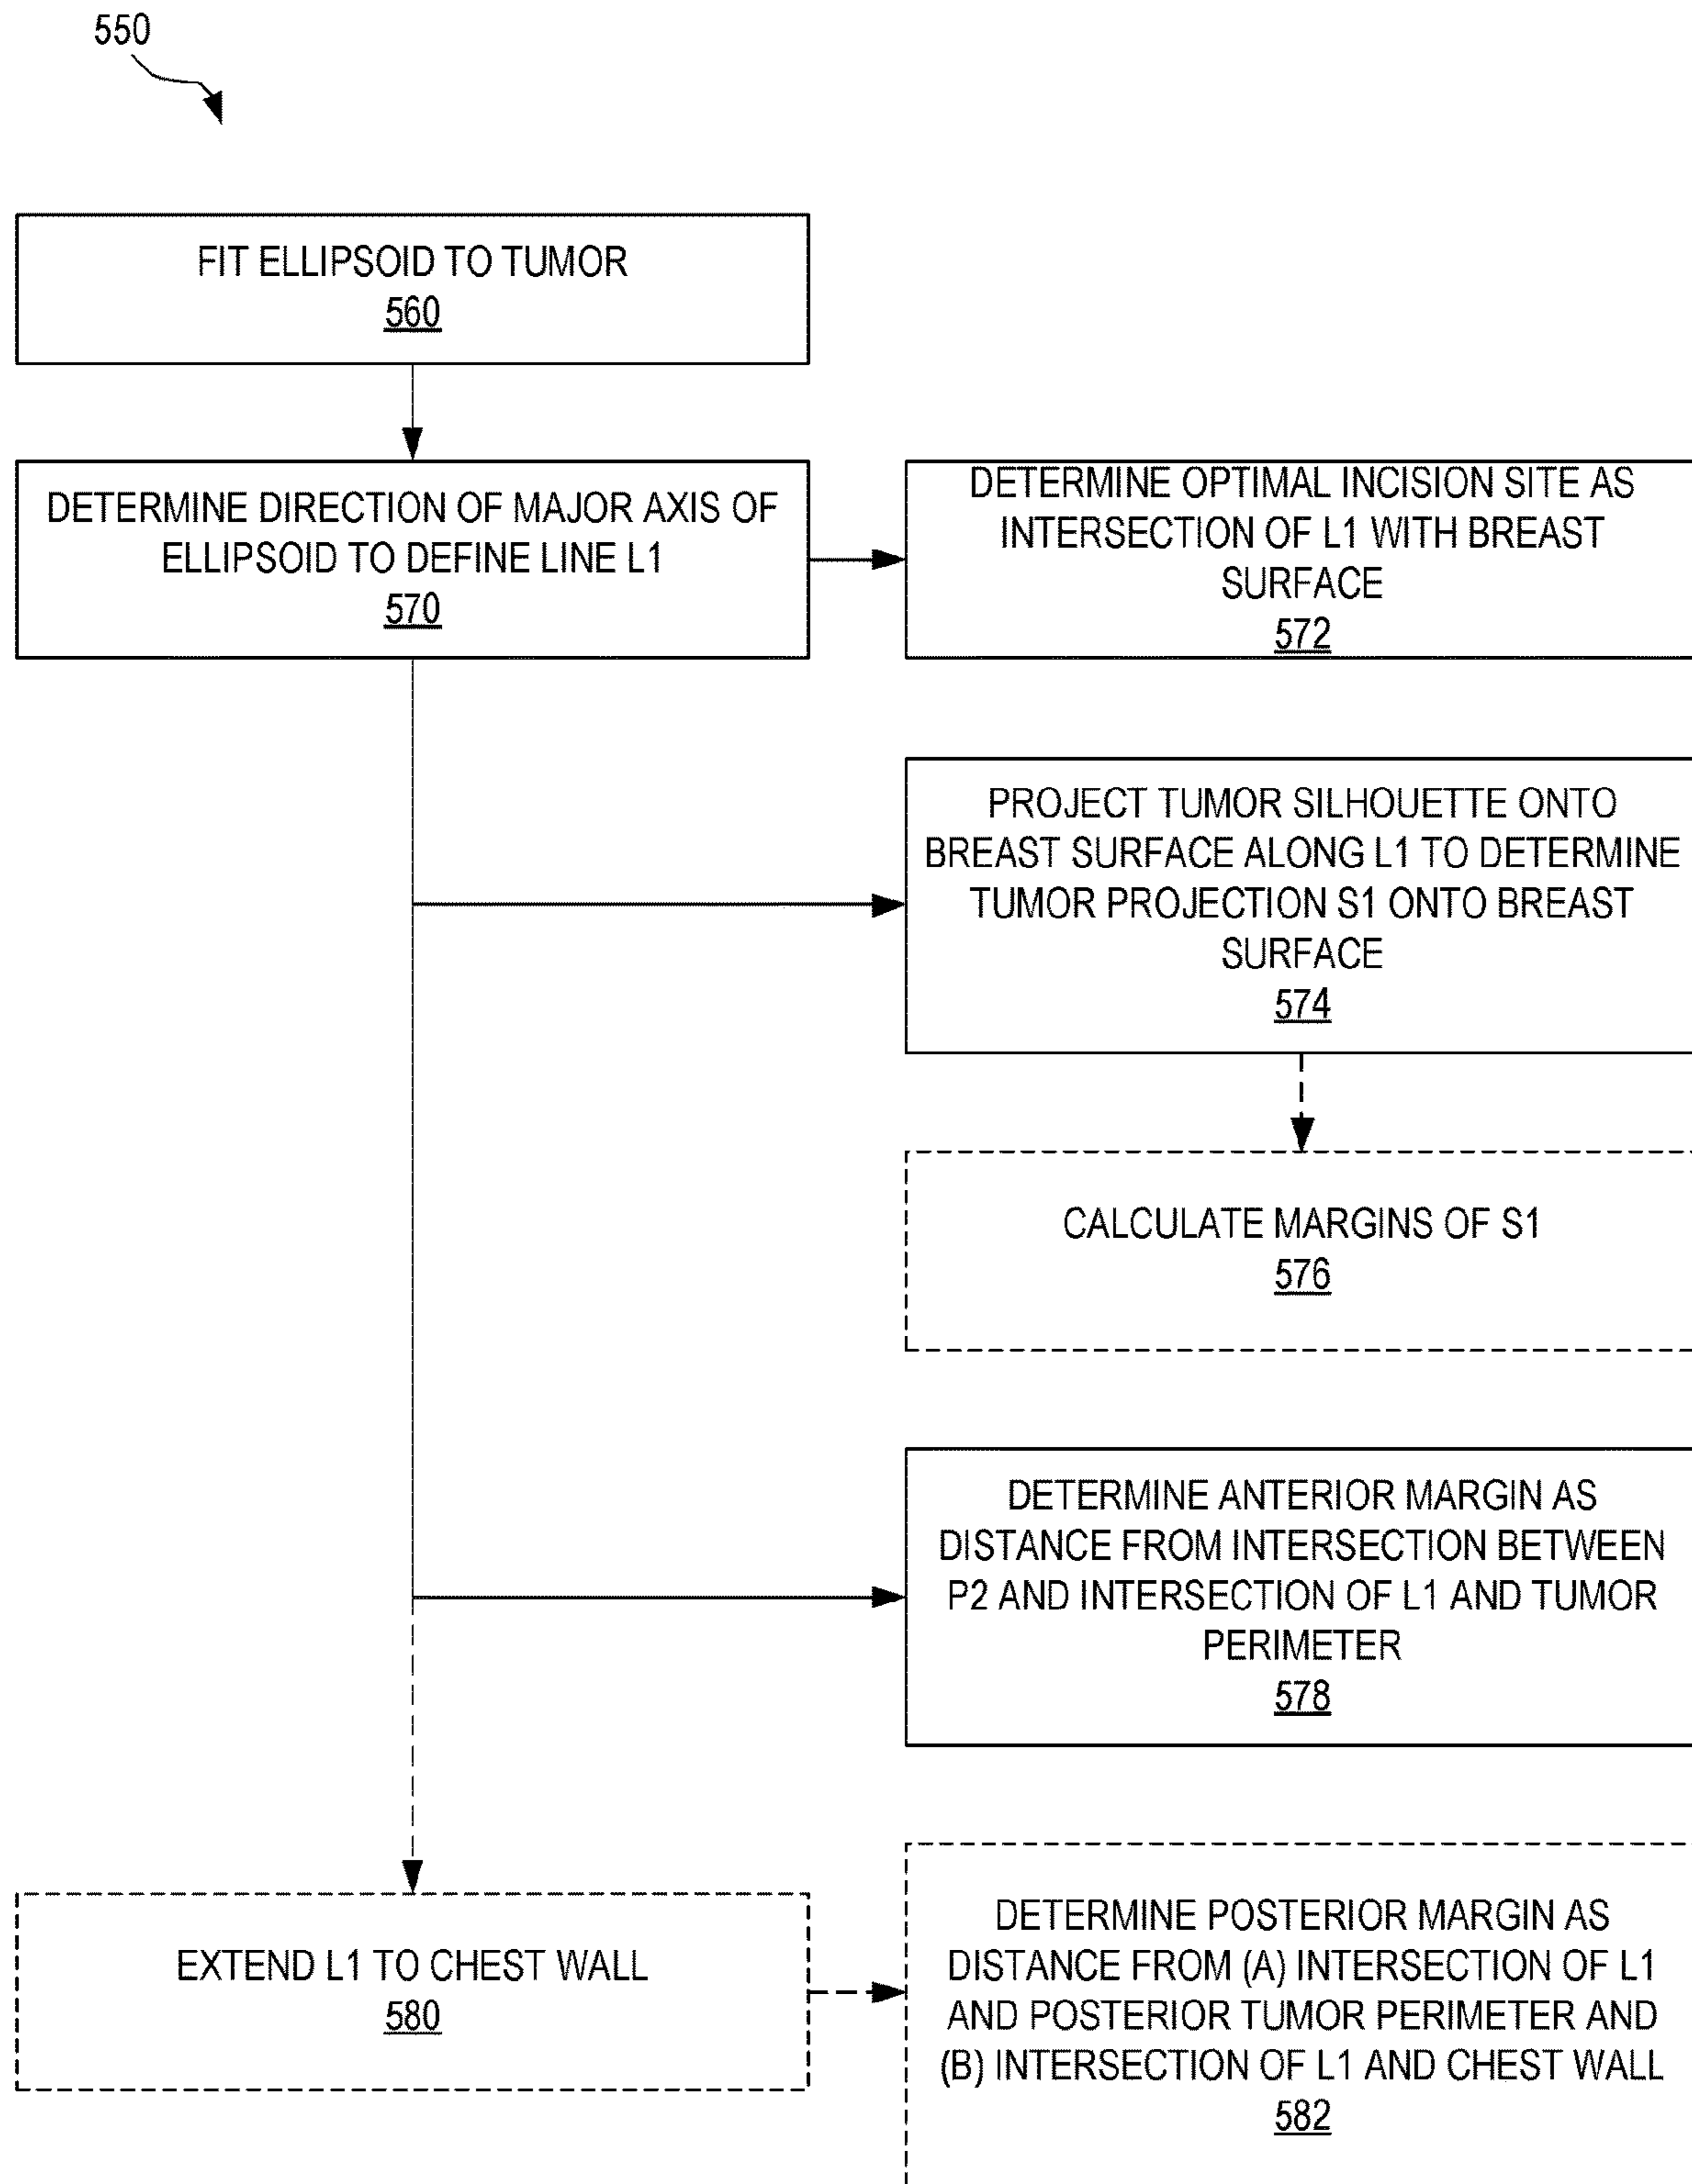 550
FIT ELLIPSOID TO TUMOR
560
DETERMINE DIRECTION OF MAJOR AXIS OF
ELLIPSOID TO DEFINE LINE L1
570
DETERMINE OPTIMAL INCISION SITE AS
INTERSECTION OF L1 WITH BREAST
SURFACE
572
PROJECT TUMOR SILHOUETTE ONTO
BREAST SURFACE ALONG L1 TO DETERMINE
TUMOR PROJECTION S1 ONTO BREAST
SURFACE
574
CALCULATE MARGINS OF S1
576
DETERMINE ANTERIOR MARGIN AS
DISTANCE FROM INTERSECTION BETWEEN
P2 AND INTERSECTION OF L1 AND TUMOR
PERIMETER
578
EXTEND L1 TO CHEST WALL
580
DETERMINE POSTERIOR MARGIN AS
DISTANCE FROM (A) INTERSECTION OF L1
AND POSTERIOR TUMOR PERIMETER AND
(B) INTERSECTION OF L1 AND CHEST WALL
582